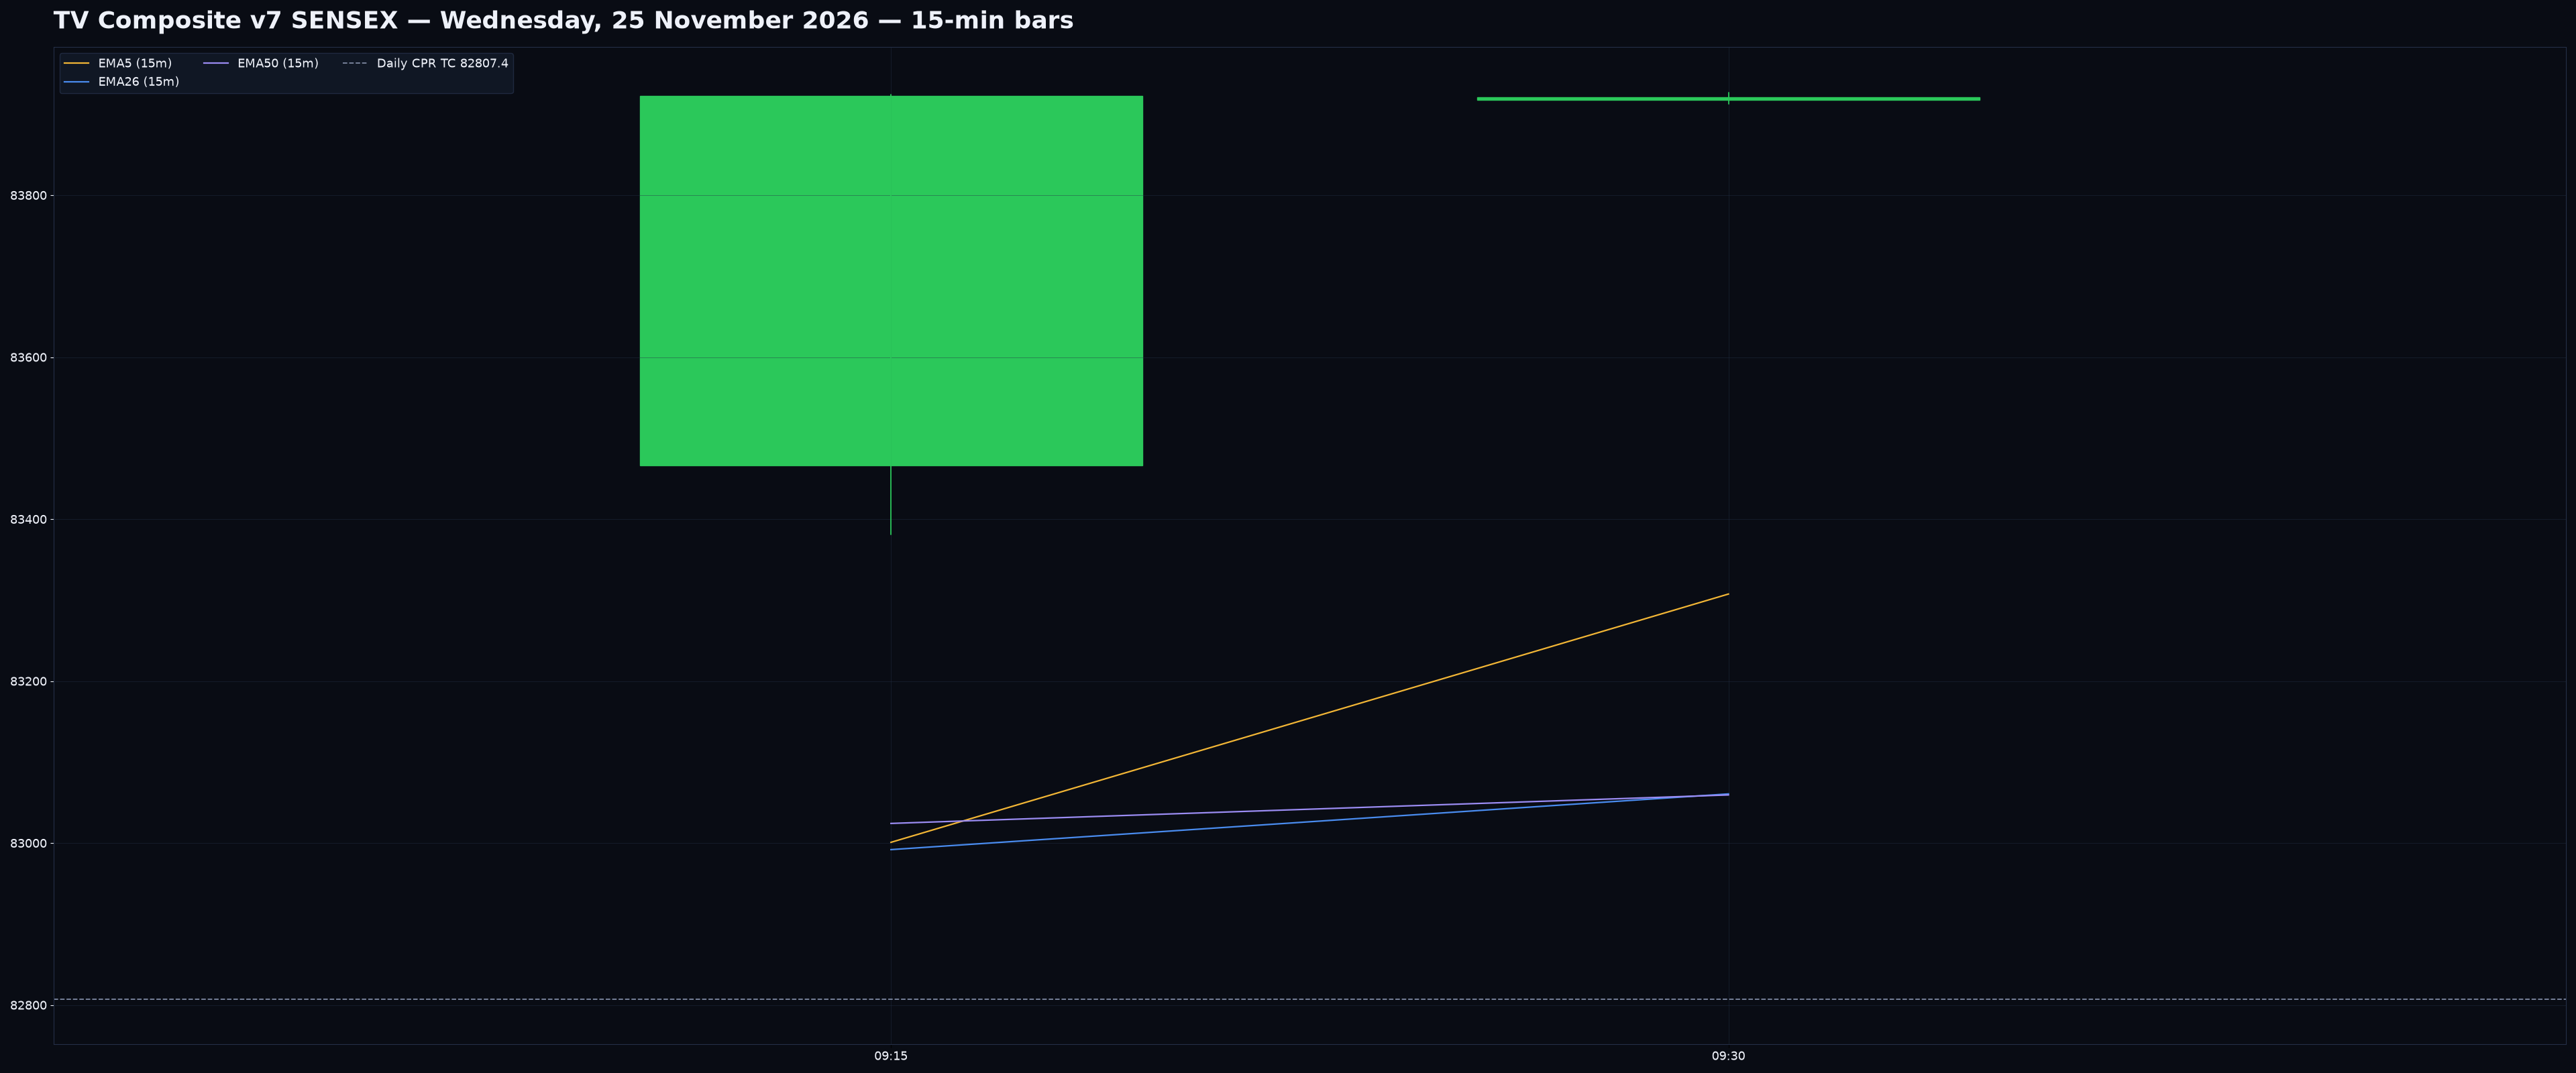 TV Composite v7 SENSEX — Wednesday, 25 November 2026 — 15-min bars
EMA5 (15m) EMA50 (15m) Daily CPR TC 82807.4
EMA26 (15m)
83800
83600
83400
83200
83000
82800
09:15 09:30